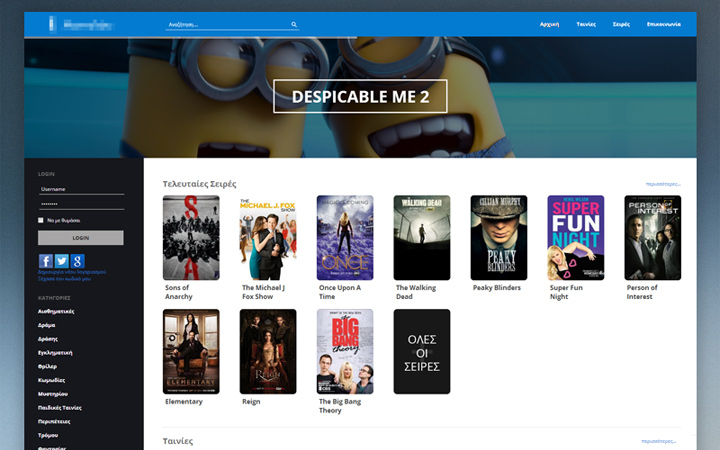 Αναζήτηση...
Αρχική Ταινίες Σειρές Επικοινωνία
DESPICABLE ME 2
LOGIN
Username
Να με θυμάσαι
LOGIN
Δημιουργία νέου λογαριασμού
Ξέχασα τον κωδικό μου
ΚΑΤΗΓΟΡΙΕΣ
Αισθηματικές
Δράμα
Δράσης
Εγκληματική
Θρίλερ
Κωμωδίες
Μυστηρίου
Παιδικές Ταινίες
Περιπέτειες
Τρόμου
Φαντασίας
Τελευταίες Σειρές
περισσότερες...
THE MICHAEL J. FOX SHOW
ONCE
THE WALKING DEAD
CILLIAN MURPHY
PEAKY BLINDERS
SUPER FUN NIGHT
PERSON OF INTEREST
Sons of Anarchy
The Michael J Fox Show
Once Upon A Time
The Walking Dead
Peaky Blinders
Super Fun Night
Person of Interest
ELEMENTARY
Reign
THE BIG BANG theory
CBS
ΟΛΕΣ
ΟΙ
ΣΕΙΡΕΣ
Elementary
Reign
The Big Bang Theory
Ταινίες
περισσότερες...